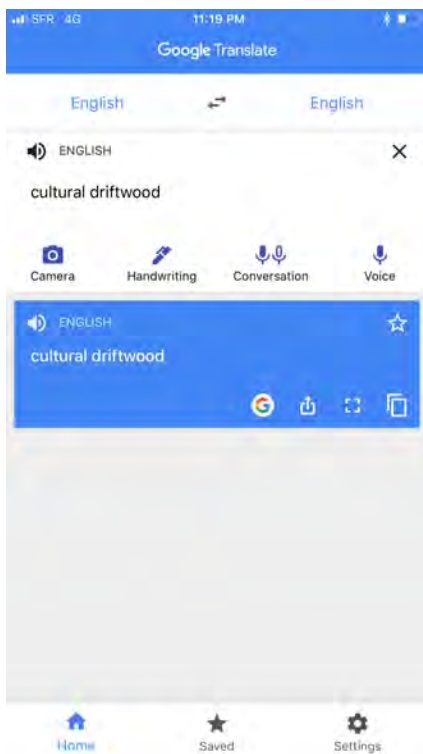 SFR 4G 11:19 PM
Google Translate
English English
ENGLISH
cultural driftwood
Camera Handwriting Conversation Voice
ENGLISH
cultural driftwood
Home Saved Settings